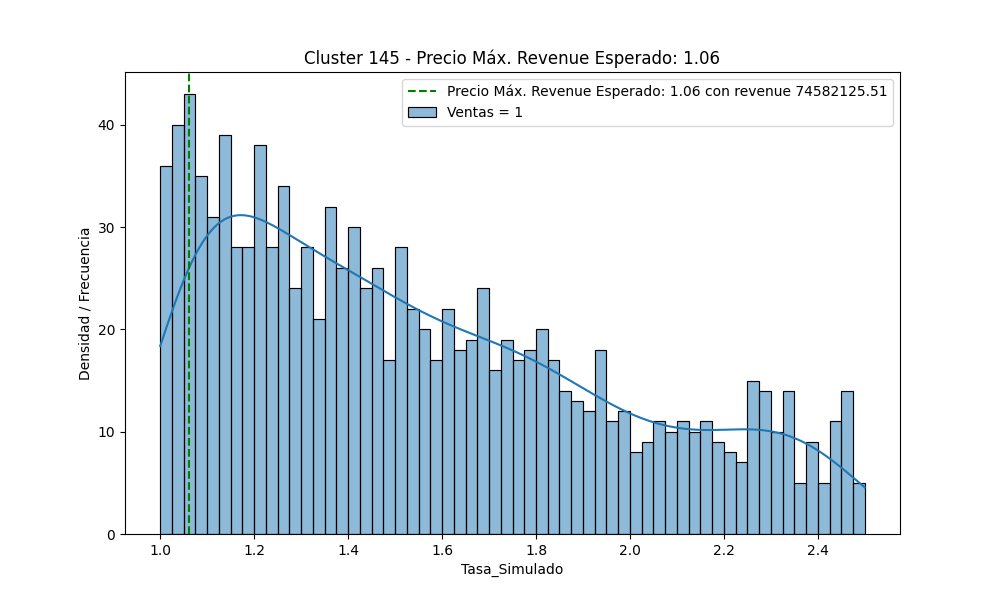 Cluster 145 - Precio Máx. Revenue Esperado: 1.06
Precio Máx. Revenue Esperado: 1.06 con revenue 74582125.51
Ventas = 1
Densidad / Frecuencia
40
30
20
10
0
1.0 1.2 1.4 1.6 1.8 2.0 2.2 2.4
Tasa_Simulado